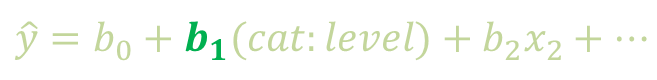 ŷ = b₀ + b₁(cat: level) + b₂x₂ + ⋯